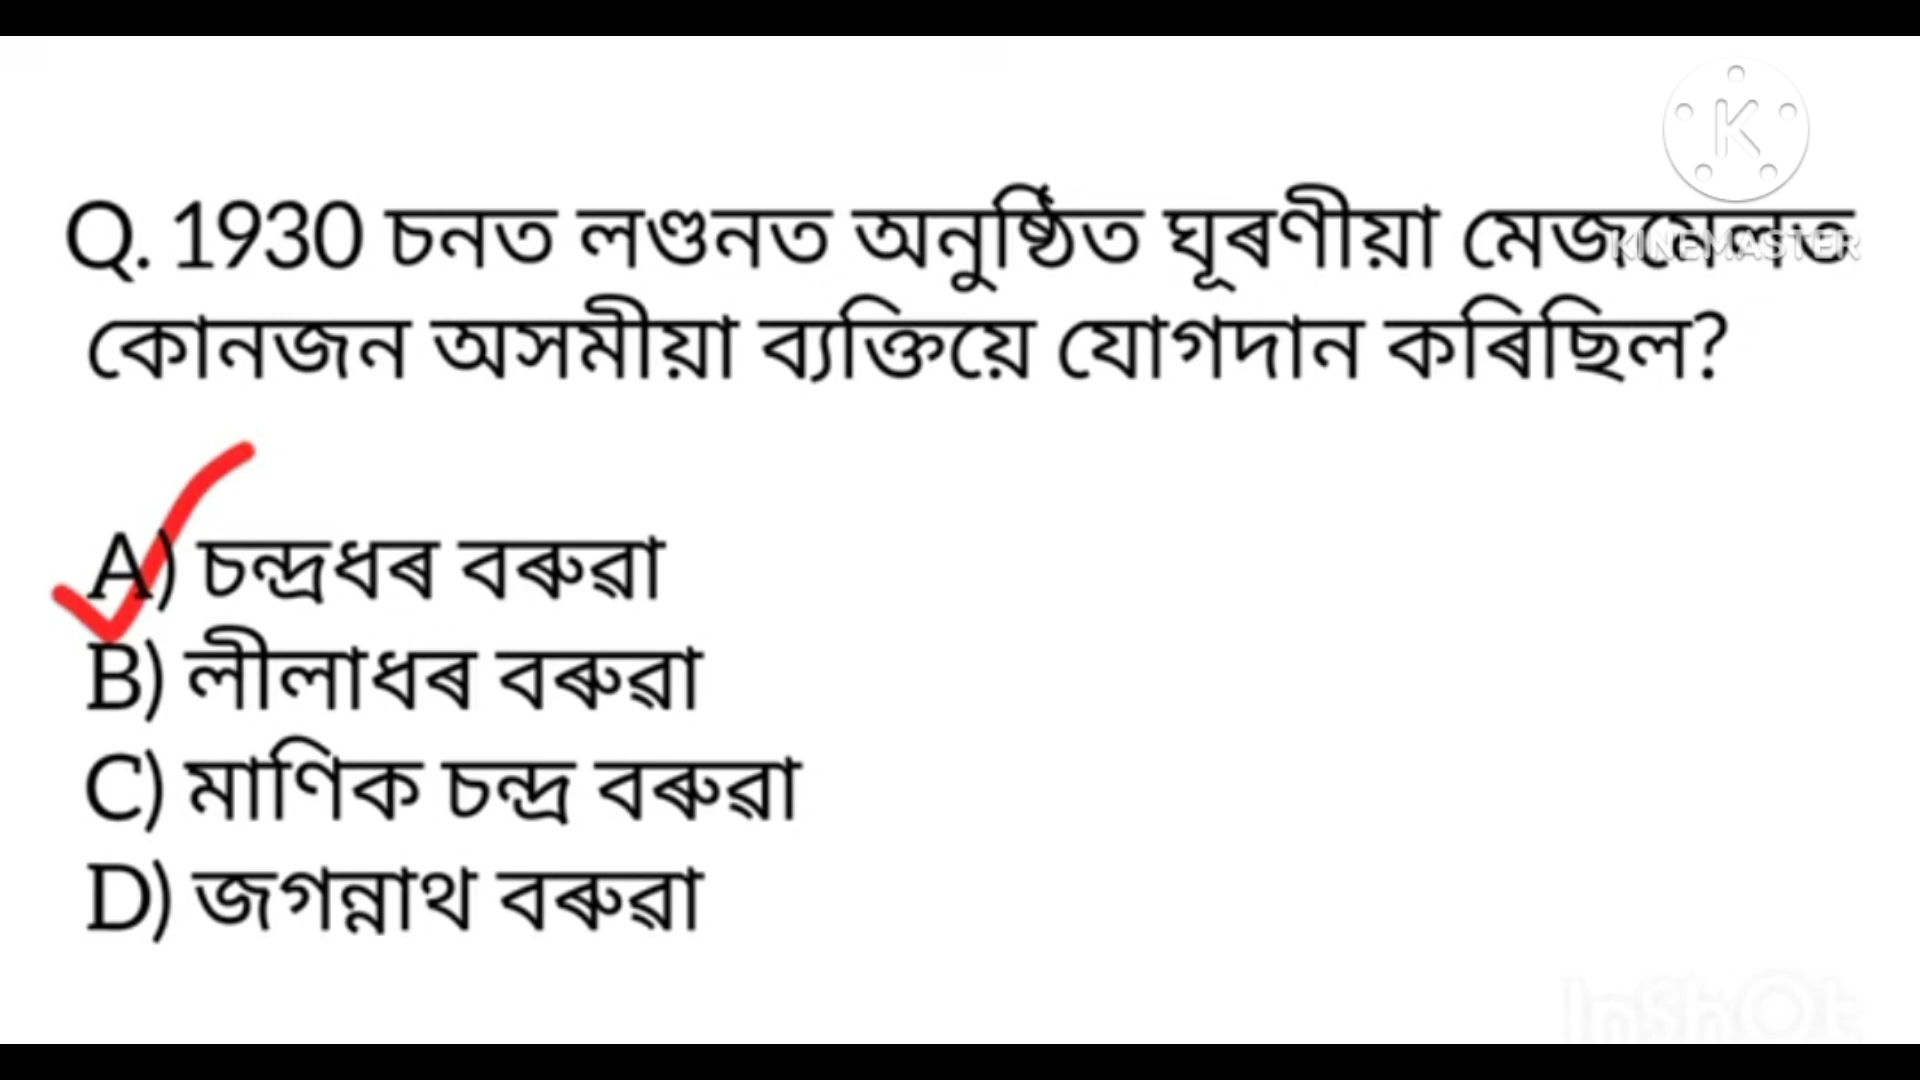 K
KINEMASTER
Q. 1930 চনত লণ্ডনত অনুষ্ঠিত ঘূৰণীয়া মেজমেলত
কোনজন অসমীয়া ব্যক্তিয়ে যোগদান কৰিছিল?
A) চন্দ্ৰধৰ বৰুৱা
B) লীলাধৰ বৰুৱা
C) মাণিক চন্দ্ৰ বৰুৱা
D) জগন্নাথ বৰুৱা
InShOt